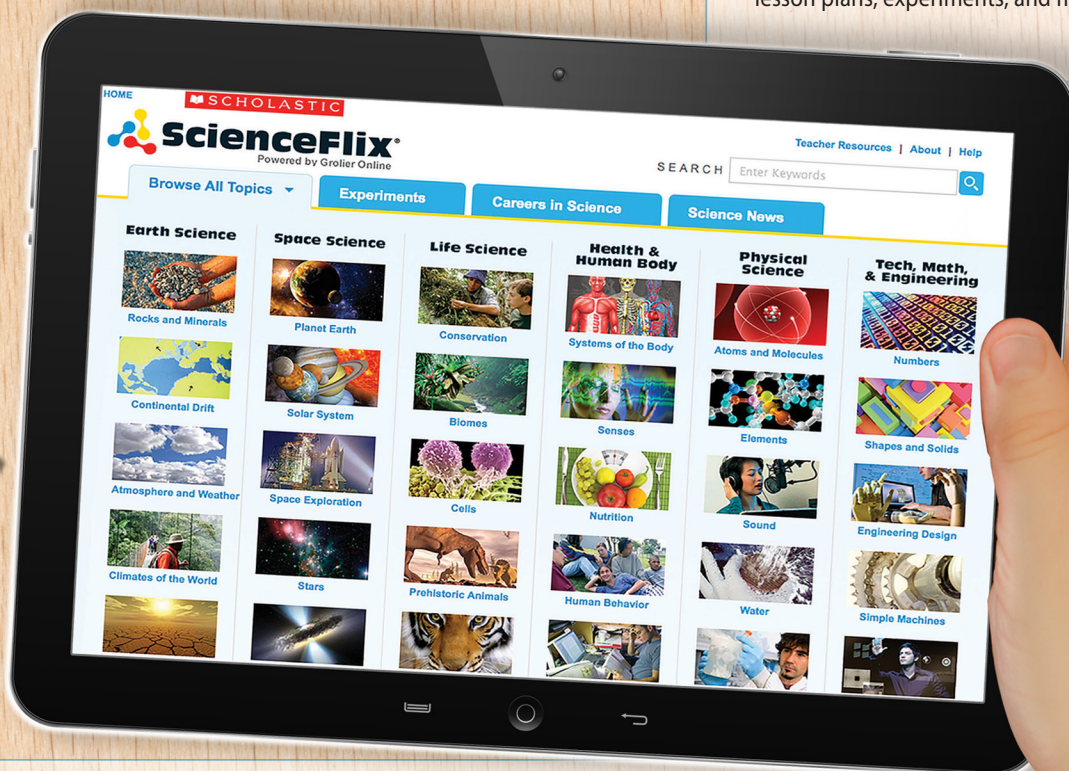 lesson plans, experiments, and
HOME
SCHOLASTIC
ScienceFlix®
Powered by Grolier Online
Teacher Resources | About | Help
SEARCH Enter Keywords
Browse All Topics
Experiments
Careers in Science
Science News
Earth Science
Rocks and Minerals
Continental Drift
Atmosphere and Weather
Climates of the World
Space Science
Planet Earth
Solar System
Space Exploration
Stars
Life Science
Conservation
Biomes
Cells
Prehistoric Animals
Health &
Human Body
Systems of the Body
Senses
Nutrition
Human Behavior
Physical
Science
Atoms and Molecules
Elements
Sound
Water
Tech, Math,
& Engineering
Numbers
Shapes and Solids
Engineering Design
Simple Machines